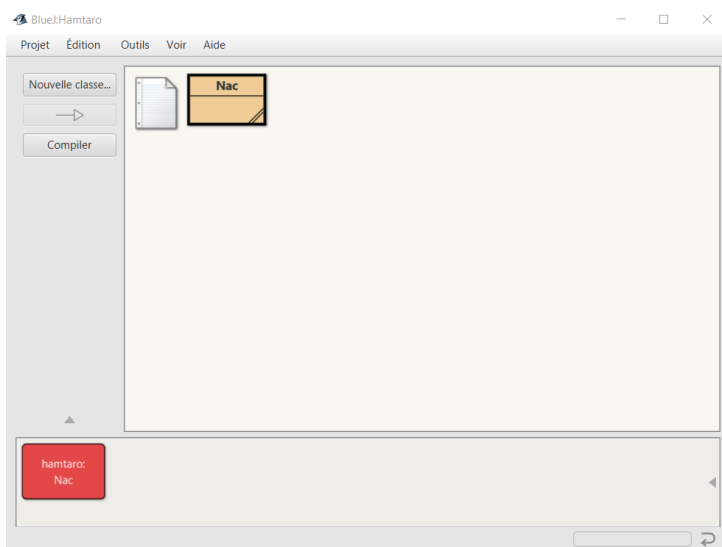 BlueJ:Hamtaro
Projet Édition Outils Voir Aide
Nouvelle classe...
Compiler
Nac
hamtaro:
Nac